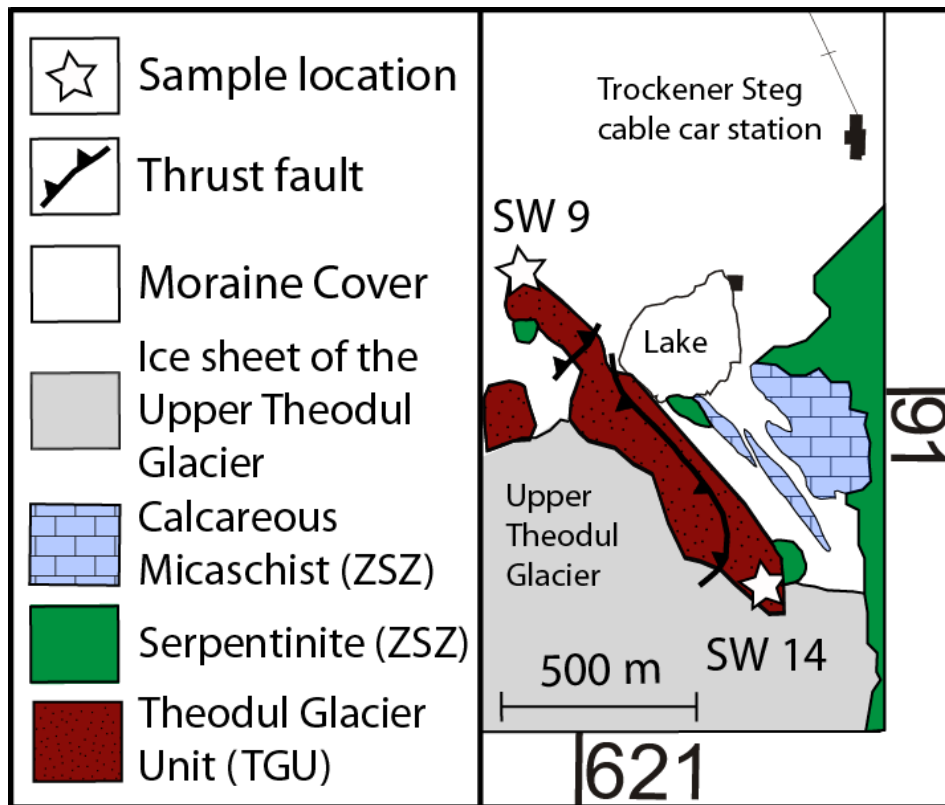 Sample location
Thrust fault
Moraine Cover
Ice sheet of the
Upper Theodul
Glacier
Calcareous
Micaschist (ZSZ)
Serpentinite (ZSZ)
Theodul Glacier
Unit (TGU)
Trockener Steg
cable car station
SW 9
Lake
91
Upper
Theodul
Glacier
SW 14
500 m
621